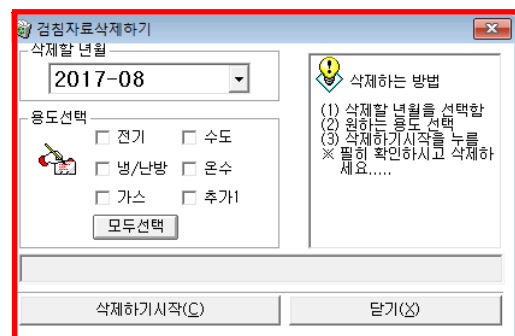 검침자료삭제하기
삭제할 년월
2017-08
용도선택
전기 수도
냉/난방 온수
가스 추가1
모두선택
삭제하는 방법
(1) 삭제할 년월을 선택함
(2) 원하는 용도 선택
(3) 삭제하기시작을 누름
※ 필히 확인하시고 삭제하
세요.....
삭제하기시작(C) 닫기(X)